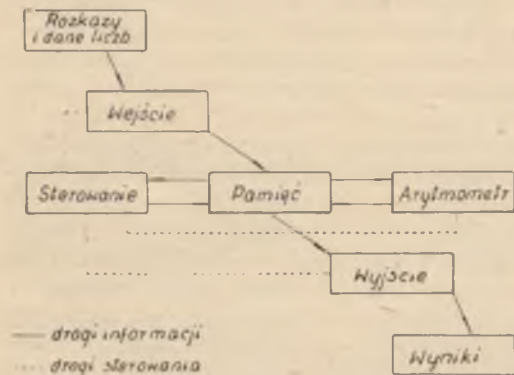 Rozkazy
i dane liczb
Wejście
Sterowanie Pamięć Arytmometr
Wyjście
drogi informacji
Wyniki
drogi sterowania